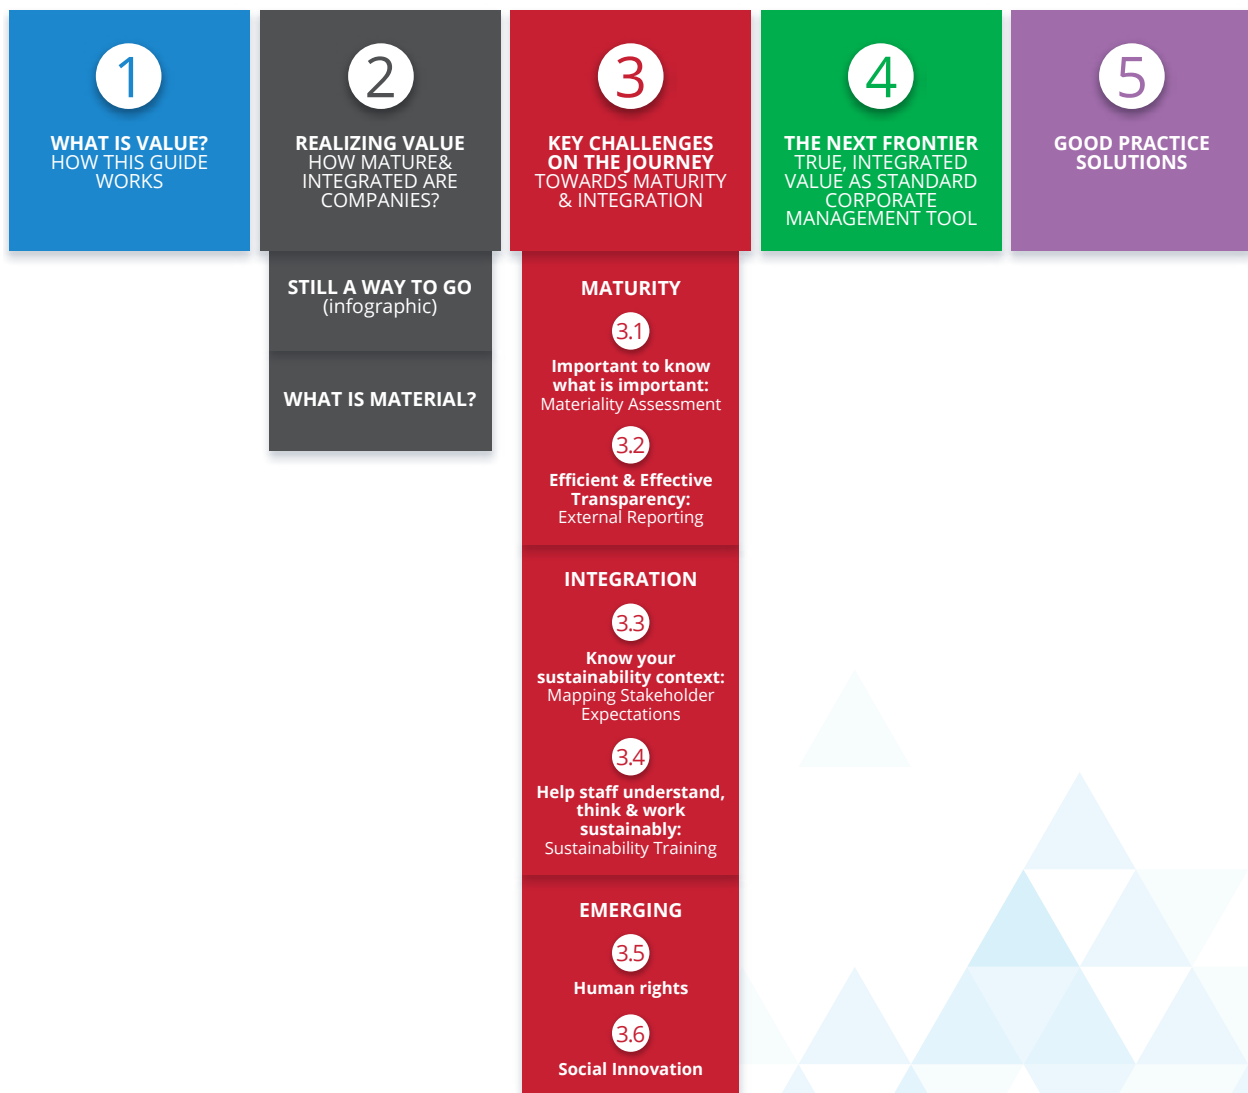 1
WHAT IS VALUE?
HOW THIS GUIDE
WORKS
2
REALIZING VALUE
HOW MATURE&
INTEGRATED ARE
COMPANIES?
STILL A WAY TO GO
(infographic)
WHAT IS MATERIAL?
3
KEY CHALLENGES
ON THE JOURNEY
TOWARDS MATURITY
& INTEGRATION
MATURITY
3.1
Important to know
what is important:
Materiality Assessment
3.2
Efficient & Effective
Transparency:
External Reporting
INTEGRATION
3.3
Know your
sustainability context:
Mapping Stakeholder
Expectations
3.4
Help staff understand,
think & work
sustainably:
Sustainability Training
EMERGING
3.5
Human rights
3.6
Social Innovation
4
THE NEXT FRONTIER
TRUE, INTEGRATED
VALUE AS STANDARD
CORPORATE
MANAGEMENT TOOL
5
GOOD PRACTICE
SOLUTIONS